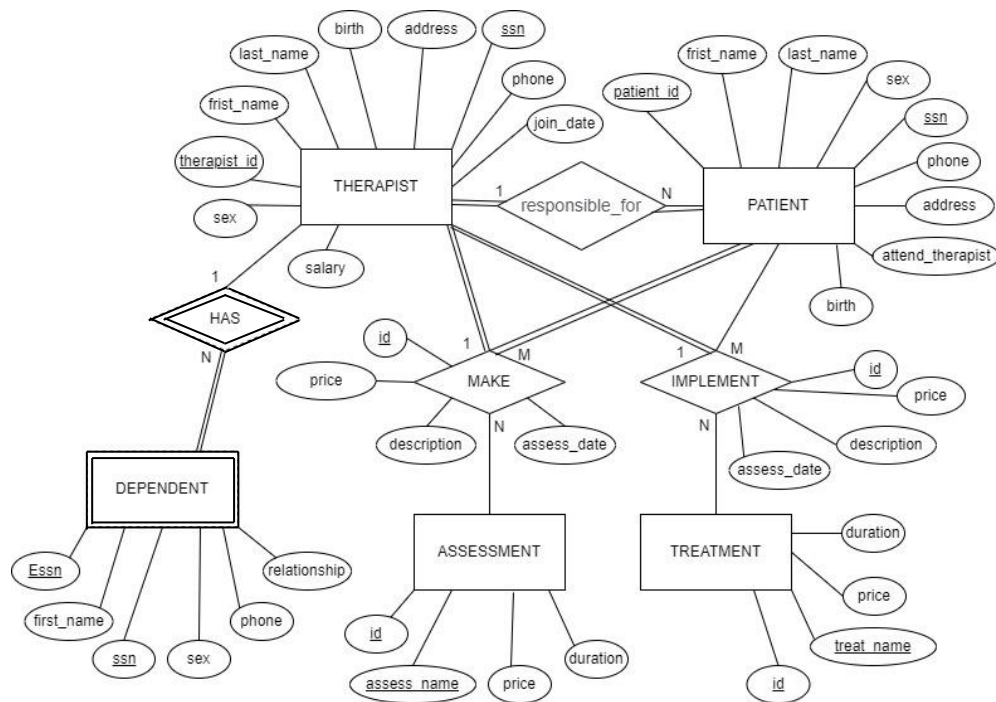 birth
address
ssn
last_name
phone
frist_name
join_date
therapist_id
THERAPIST
sex
salary
frist_name
last_name
patient_id
sex
ssn
phone
PATIENT
address
attend_therapist
birth
1
responsible_for
N
1
HAS
N
id
1
M
price
MAKE
description
N
assess_date
1
M
id
IMPLEMENT
price
N
description
assess_date
DEPENDENT
Essn
relationship
first_name
phone
ssn
sex
ASSESSMENT
id
duration
assess_name
price
TREATMENT
duration
price
treat_name
id